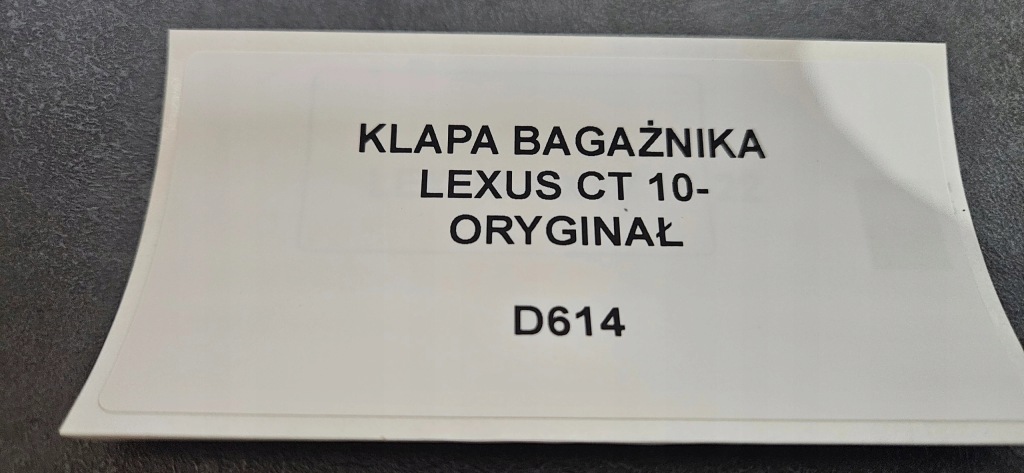 KLAPA BAGAŻNIKA
LEXUS CT 10-
ORYGINAŁ
D614